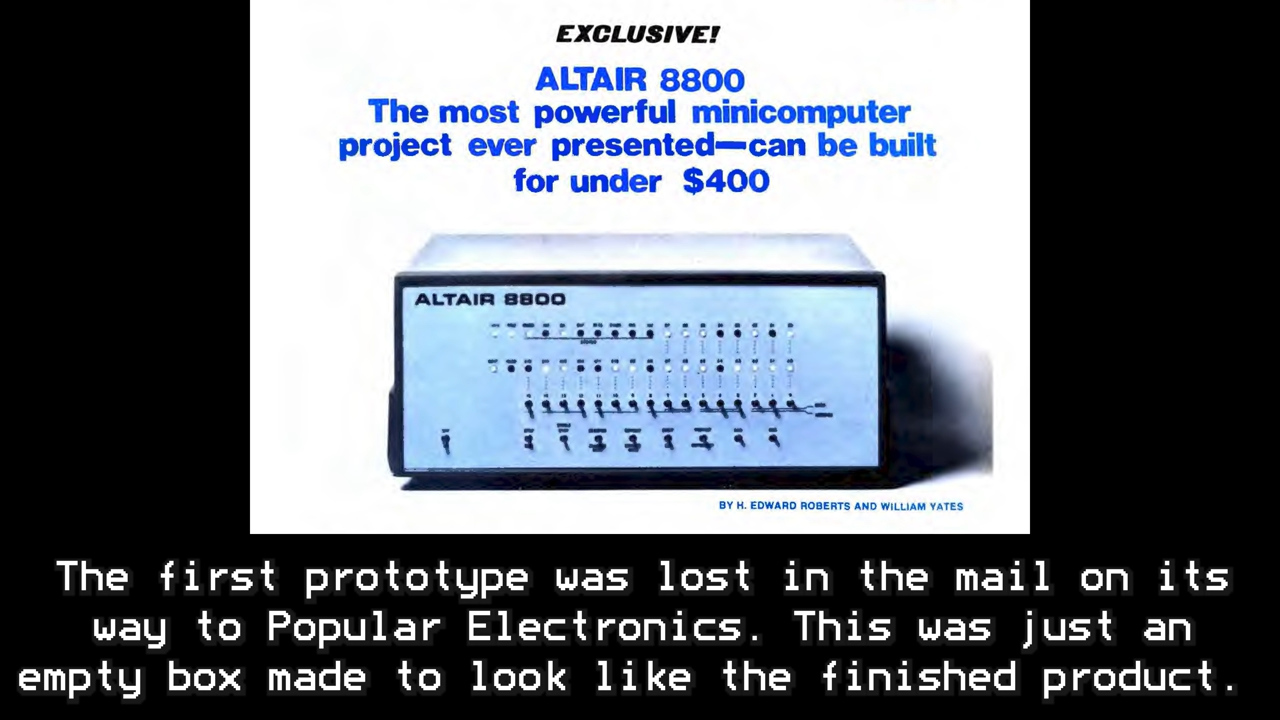 EXCLUSIVE!
ALTAIR 8800
The most powerful minicomputer
project ever presented—can be built
for under $400
ALTAIR 8800
BY H. EDWARD ROBERTS AND WILLIAM YATES
The first prototype was lost in the mail on its
way to Popular Electronics. This was just an
empty box made to look like the finished product.